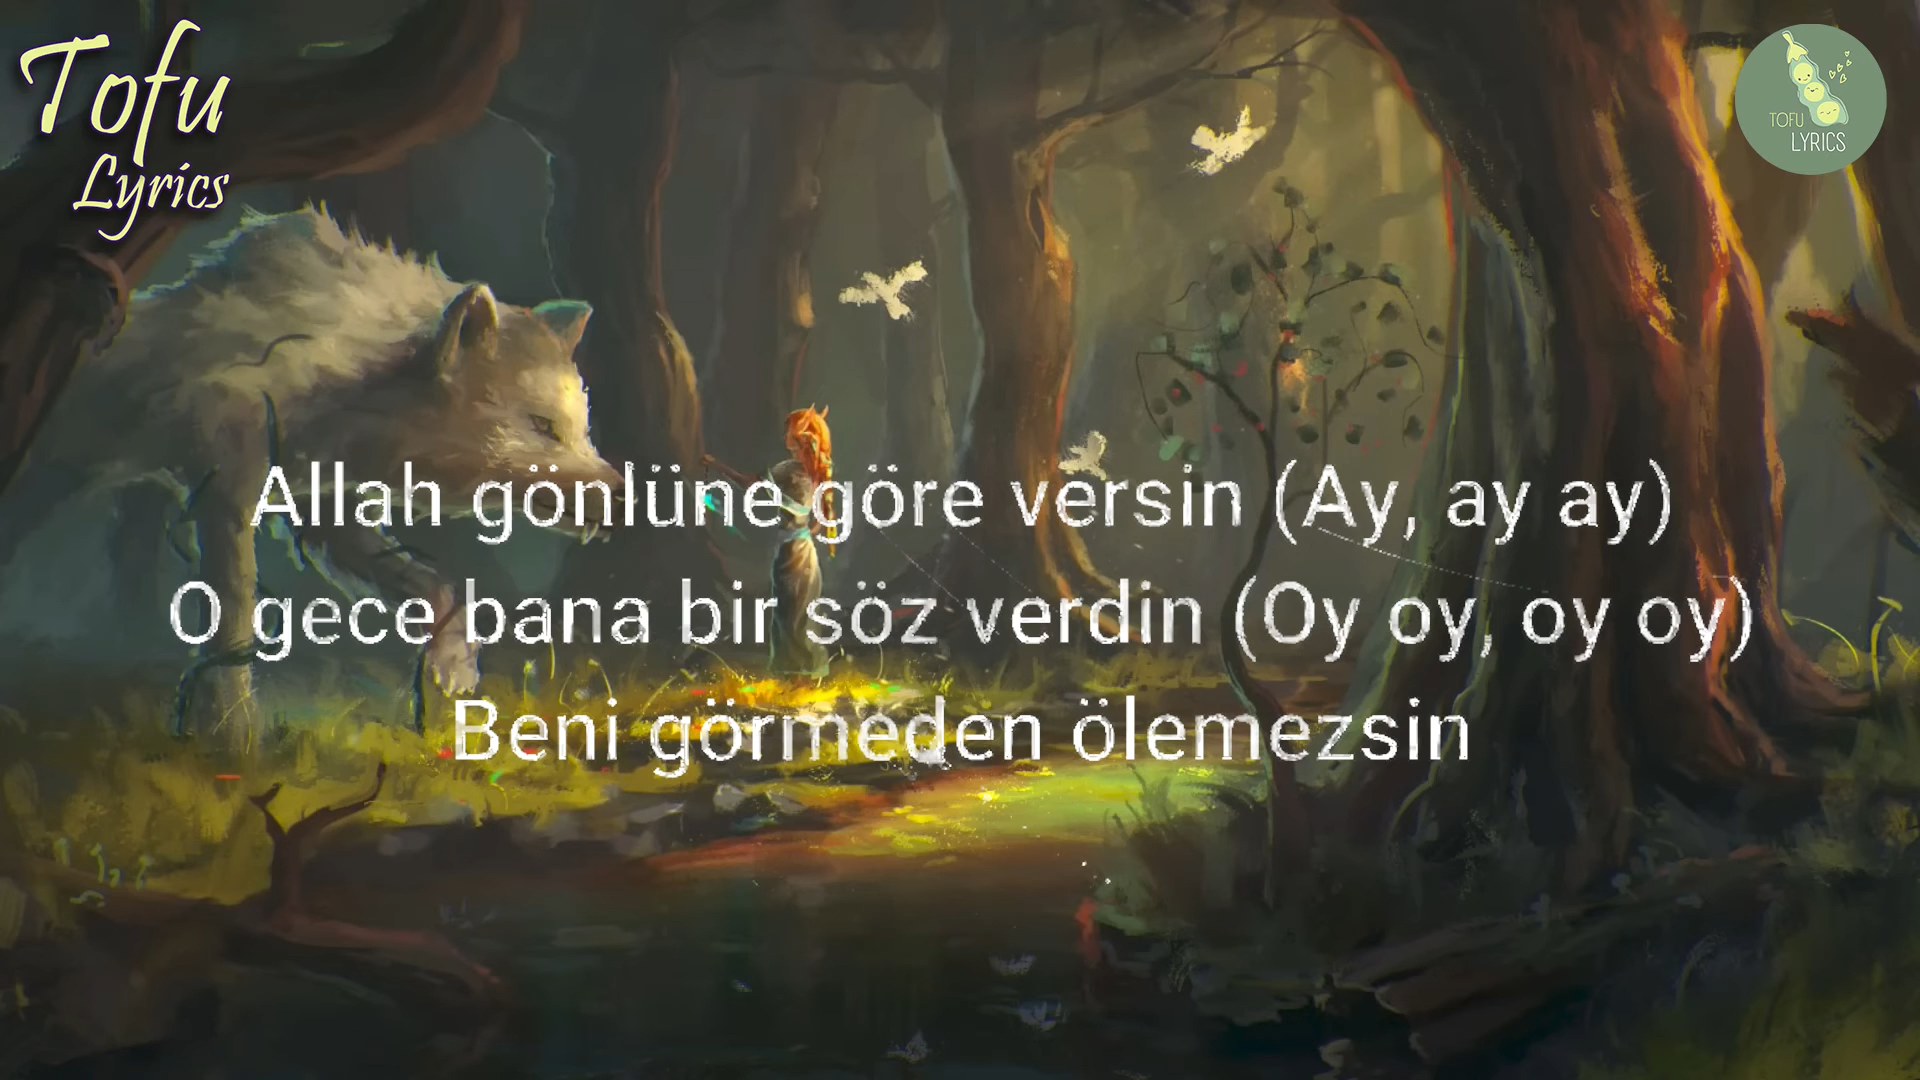 Tofu
Lyrics
TOFU
LYRICS
Allah gönlüne göre versin (Ay, ay ay)
O gece bana bir söz verdin (Oy oy, oy oy)
Beni görmeden ölemezsin